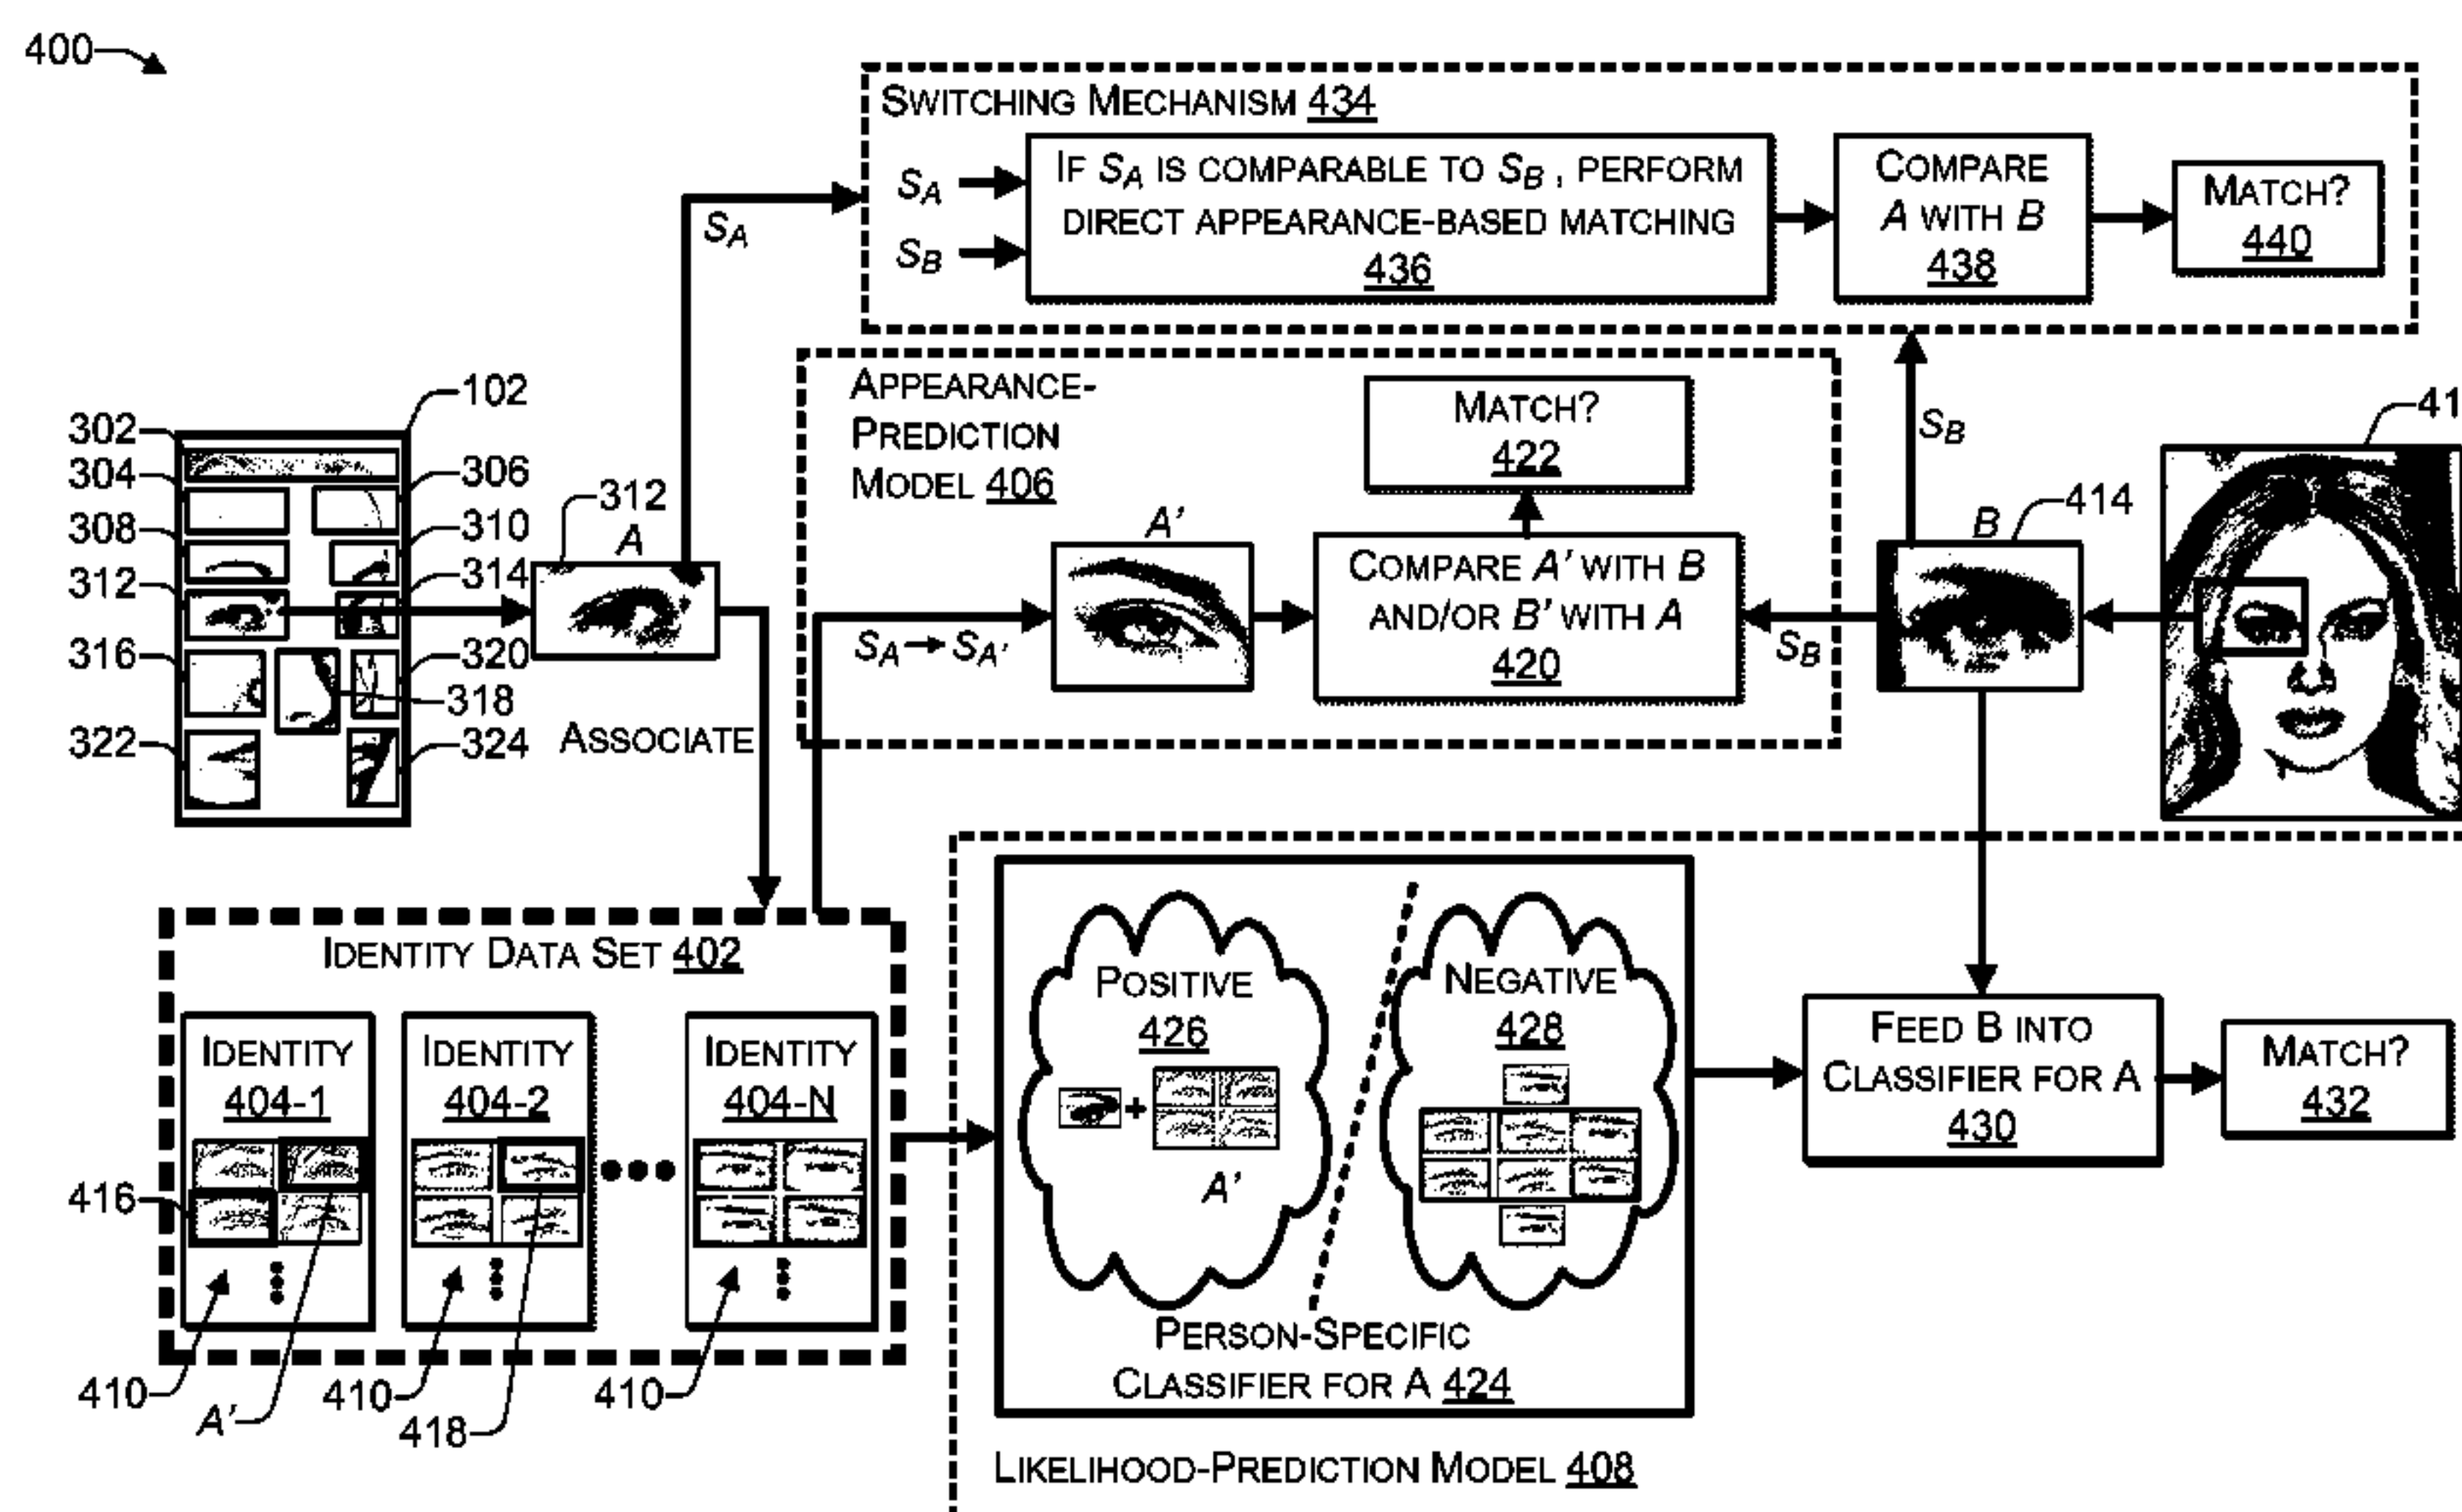 400
SWITCHING MECHANISM 434
SA
SB
IF SA IS COMPARABLE TO SB, PERFORM
DIRECT APPEARANCE-BASED MATCHING
436
COMPARE
A WITH B
438
MATCH?
440
SA
102
302
304
306
308
310
312
314
316
318
320
322
324
312
A
ASSOCIATE
APPEARANCE-
PREDICTION
MODEL 406
MATCH?
422
A'
SA → SA'
COMPARE A' WITH B
AND/OR B' WITH A
420
SB
SB
B
414
41
IDENTITY DATA SET 402
IDENTITY
404-1
IDENTITY
404-2
IDENTITY
404-N
416
410
A'
410
418
410
POSITIVE
426
+
A'
NEGATIVE
428
PERSON-SPECIFIC
CLASSIFIER FOR A 424
FEED B INTO
CLASSIFIER FOR A
430
MATCH?
432
LIKELIHOOD-PREDICTION MODEL 408